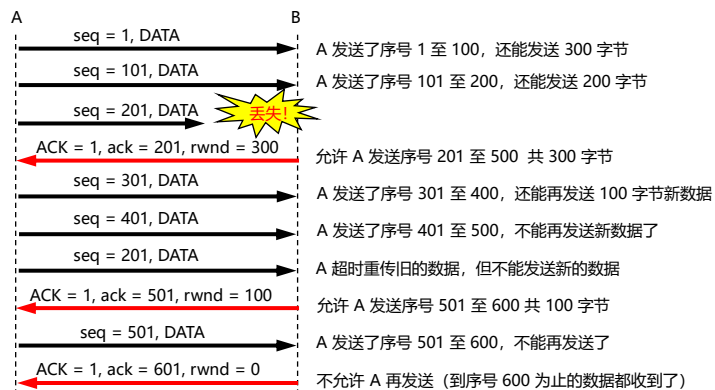 A B
seq = 1, DATA A 发送了序号 1 至 100，还能发送 300 字节
seq = 101, DATA A 发送了序号 101 至 200，还能发送 200 字节
seq = 201, DATA 丢失!
ACK = 1, ack = 201, rwnd = 300 允许 A 发送序号 201 至 500 共 300 字节
seq = 301, DATA A 发送了序号 301 至 400，还能再发送 100 字节新数据
seq = 401, DATA A 发送了序号 401 至 500，不能再发送新数据了
seq = 201, DATA A 超时重传旧的数据，但不能发送新的数据
ACK = 1, ack = 501, rwnd = 100 允许 A 发送序号 501 至 600 共 100 字节
seq = 501, DATA A 发送了序号 501 至 600，不能再发送了
ACK = 1, ack = 601, rwnd = 0 不允许 A 再发送（到序号 600 为止的数据都收到了）